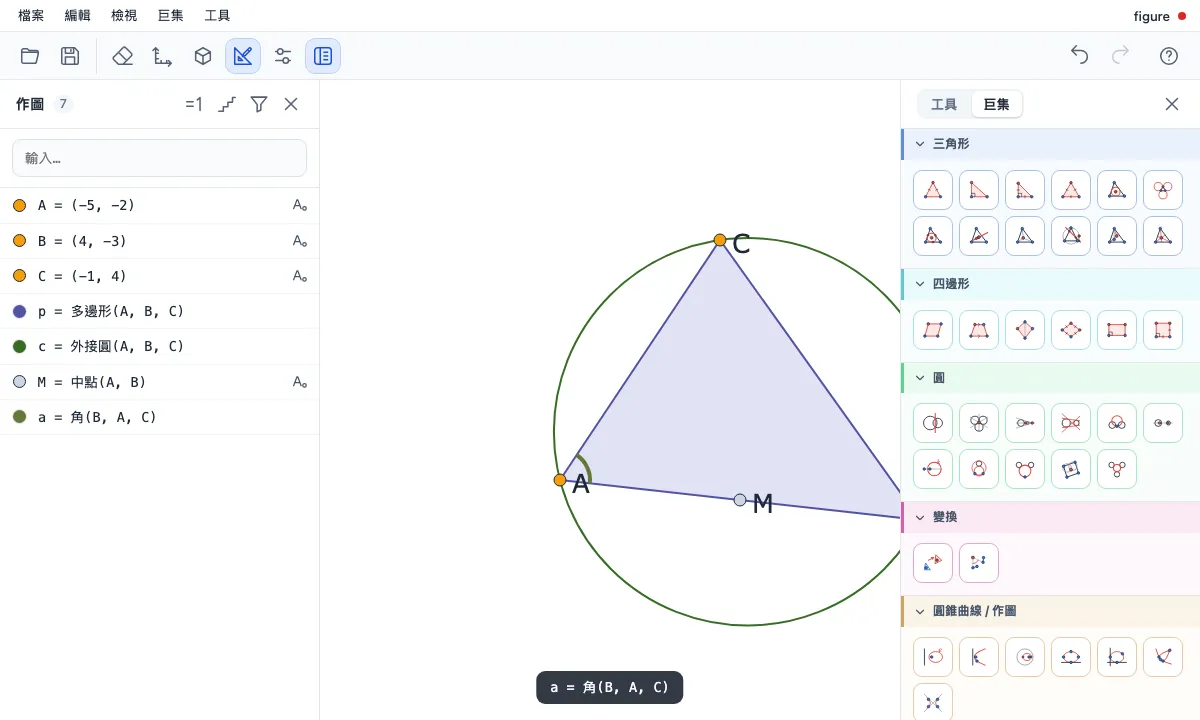 檔案 編輯 檢視 巨集 工具 figure
作圖 7 =1
工具 巨集
輸入…
A = (−5, −2)
B = (4, −3)
C = (−1, 4)
p = 多邊形(A, B, C)
c = 外接圓(A, B, C)
M = 中點(A, B)
a = 角(B, A, C)
C
A
M
a = 角(B, A, C)
三角形
四邊形
圓
變換
圓錐曲線 / 作圖